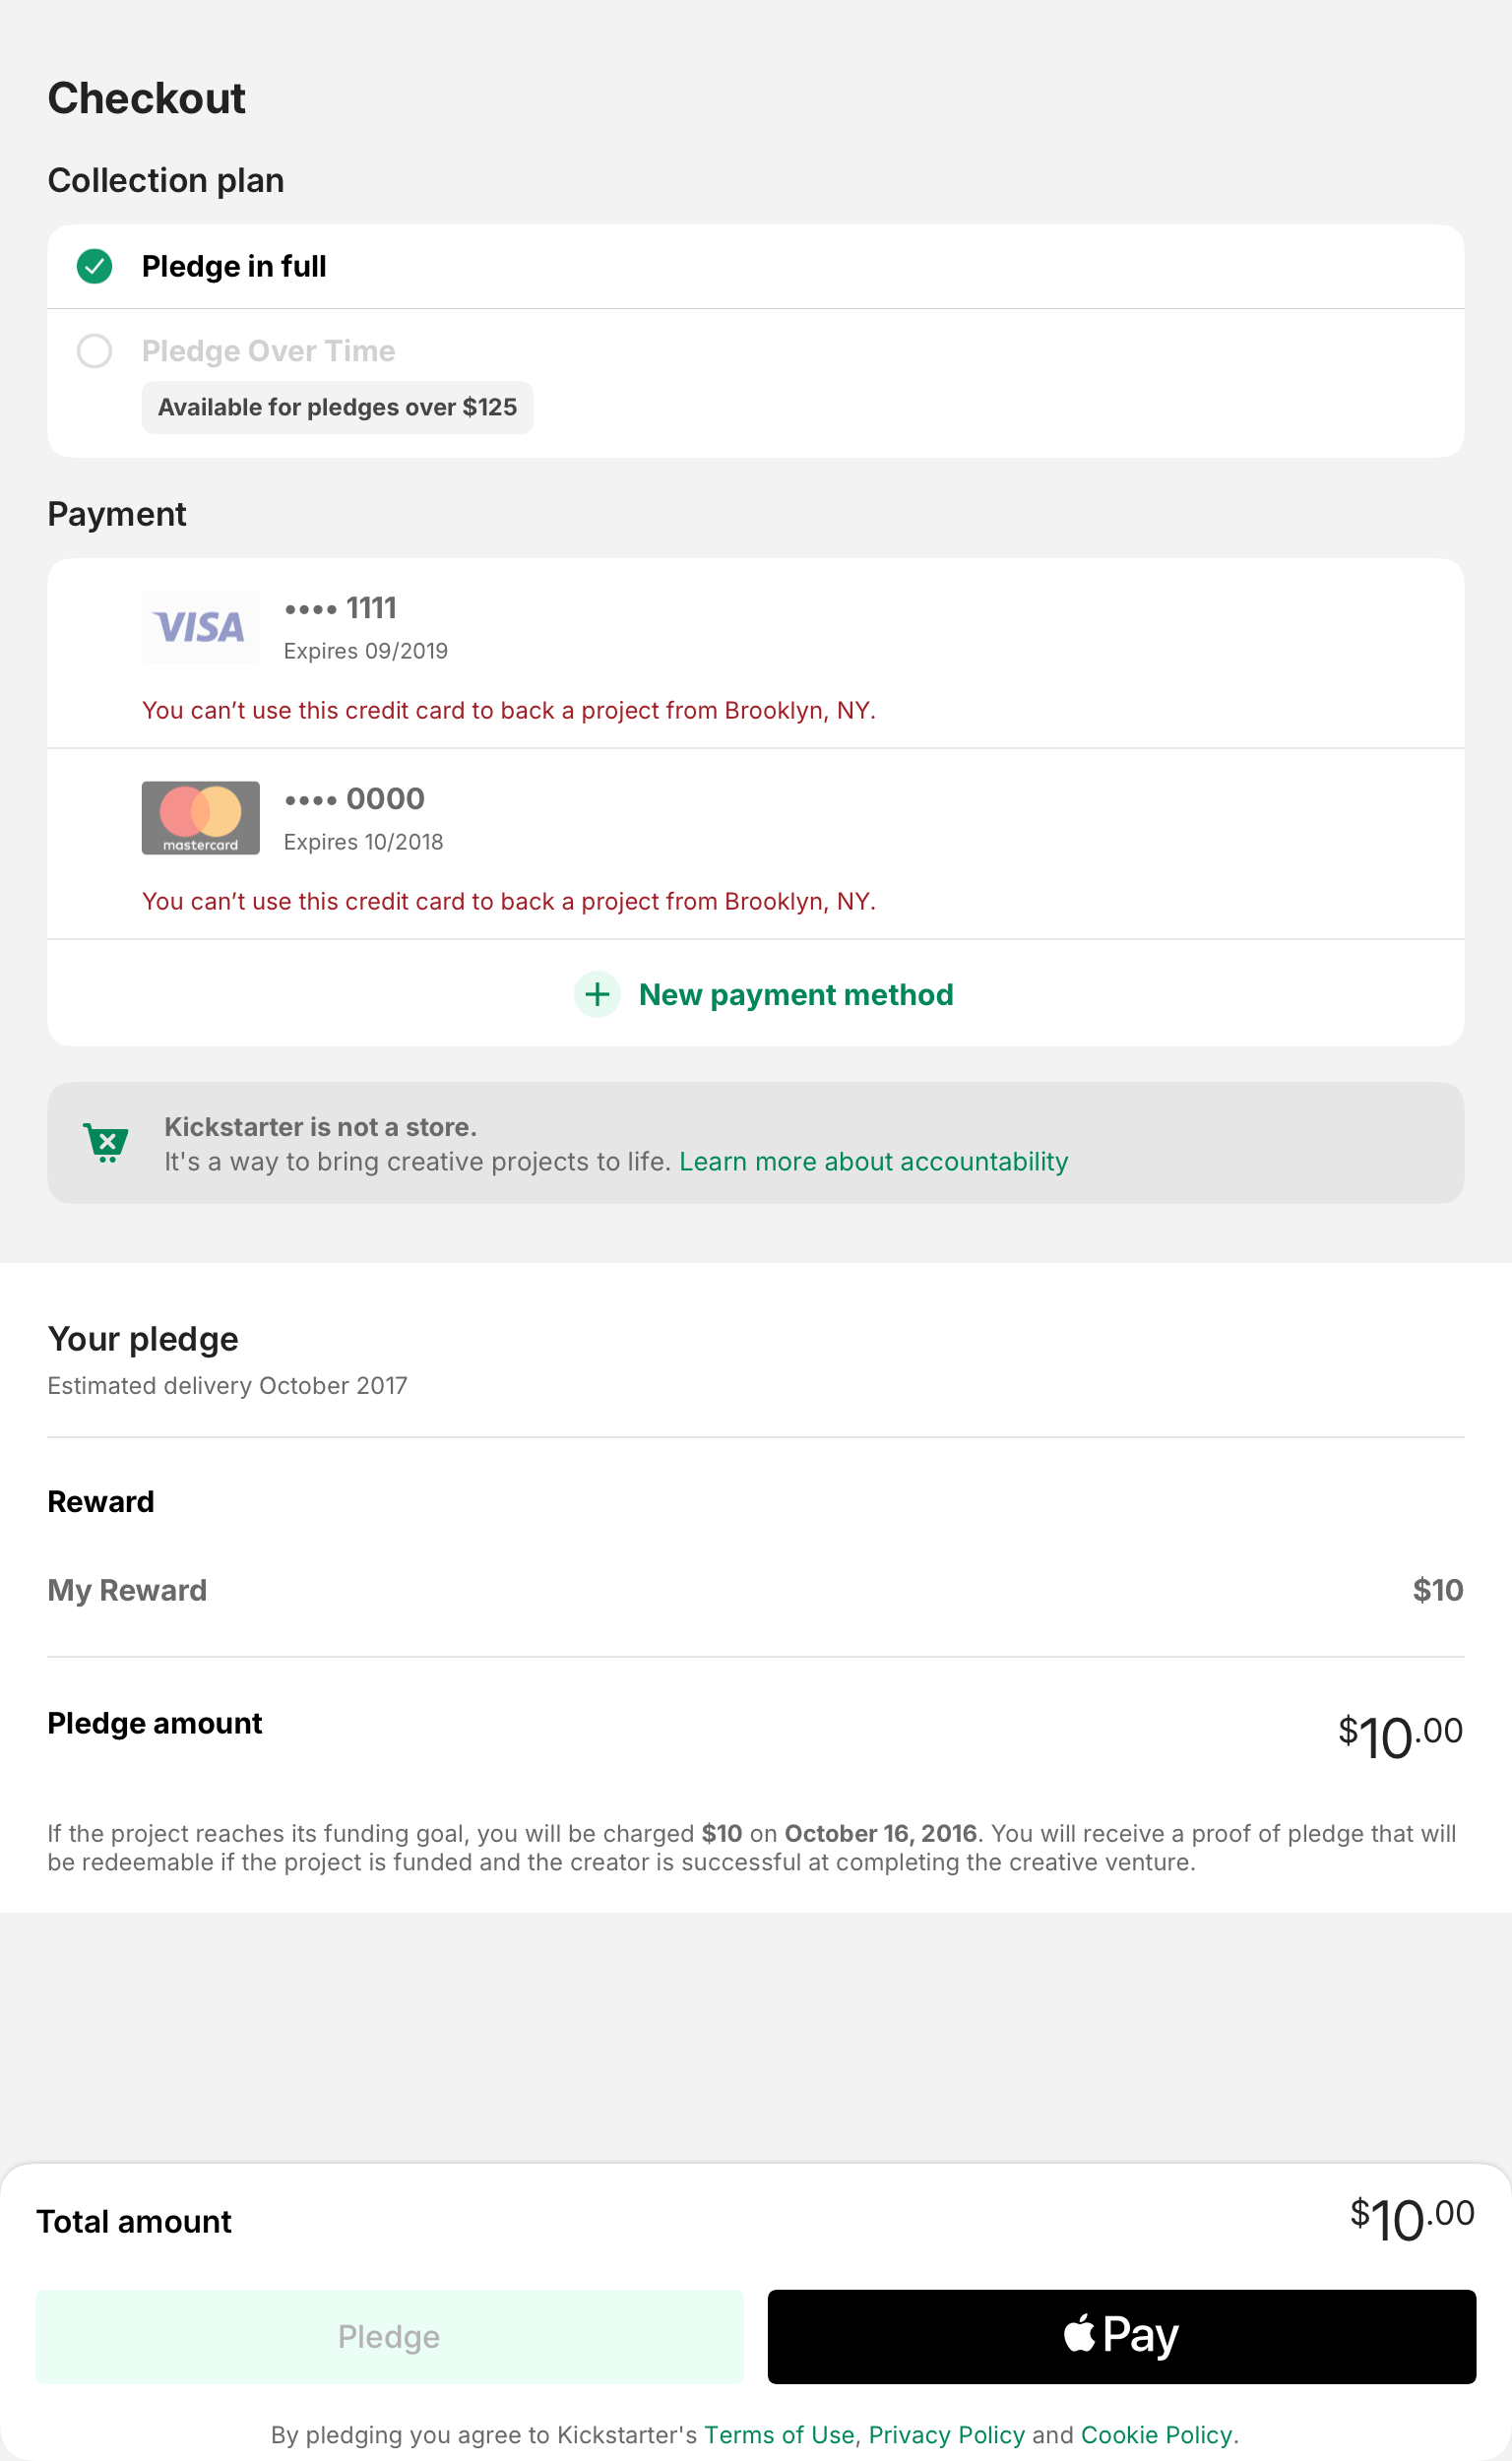 Checkout
Collection plan
Pledge in full
Pledge Over Time
Available for pledges over $125
Payment
VISA
•••• 1111
Expires 09/2019
You can’t use this credit card to back a project from Brooklyn, NY.
mastercard
•••• 0000
Expires 10/2018
You can’t use this credit card to back a project from Brooklyn, NY.
New payment method
Kickstarter is not a store.
It's a way to bring creative projects to life. Learn more about accountability
Your pledge
Estimated delivery October 2017
Reward
My Reward $10
Pledge amount $10.00
If the project reaches its funding goal, you will be charged $10 on October 16, 2016. You will receive a proof of pledge that will
be redeemable if the project is funded and the creator is successful at completing the creative venture.
Total amount $10.00
Pledge
Pay
By pledging you agree to Kickstarter's Terms of Use, Privacy Policy and Cookie Policy.